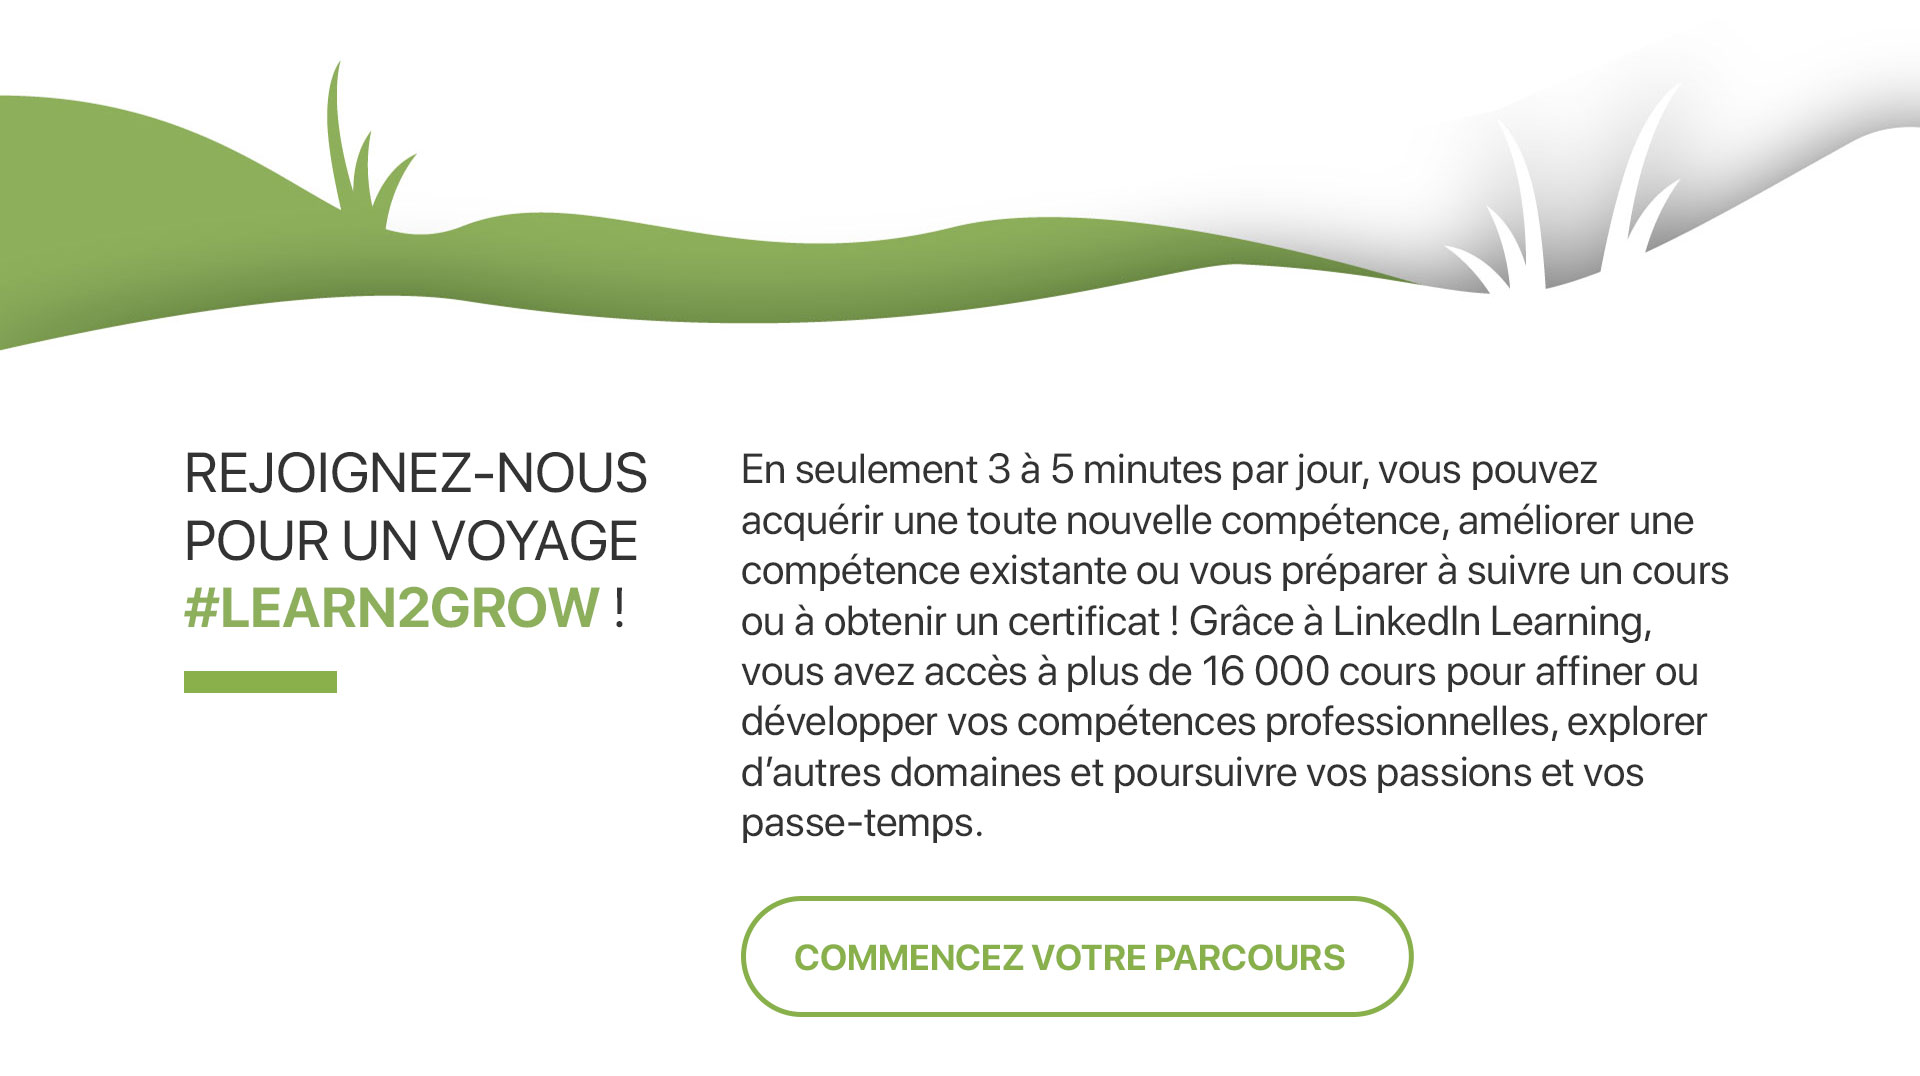 REJOIGNEZ-NOUS
POUR UN VOYAGE
#LEARN2GROW !
En seulement 3 à 5 minutes par jour, vous pouvez
acquérir une toute nouvelle compétence, améliorer une
compétence existante ou vous préparer à suivre un cours
ou à obtenir un certificat ! Grâce à LinkedIn Learning,
vous avez accès à plus de 16 000 cours pour affiner ou
développer vos compétences professionnelles, explorer
d’autres domaines et poursuivre vos passions et vos
passe-temps.
COMMENCEZ VOTRE PARCOURS